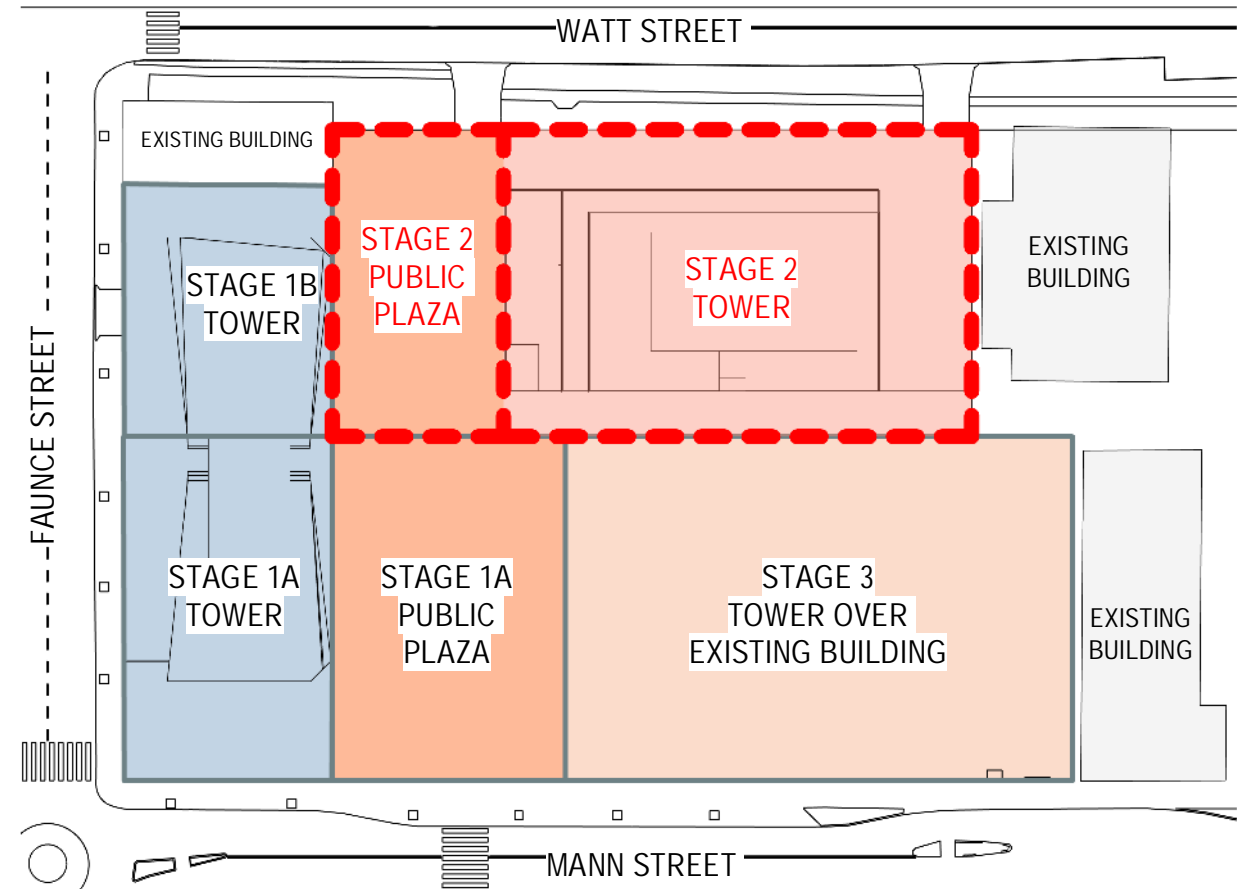 WATT STREET
EXISTING BUILDING
STAGE 2
PUBLIC
PLAZA
STAGE 2
TOWER
EXISTING
BUILDING
STAGE 1B
TOWER
FAUNCE STREET
STAGE 1A
TOWER
STAGE 1A
PUBLIC
PLAZA
STAGE 3
TOWER OVER
EXISTING BUILDING
EXISTING
BUILDING
MANN STREET